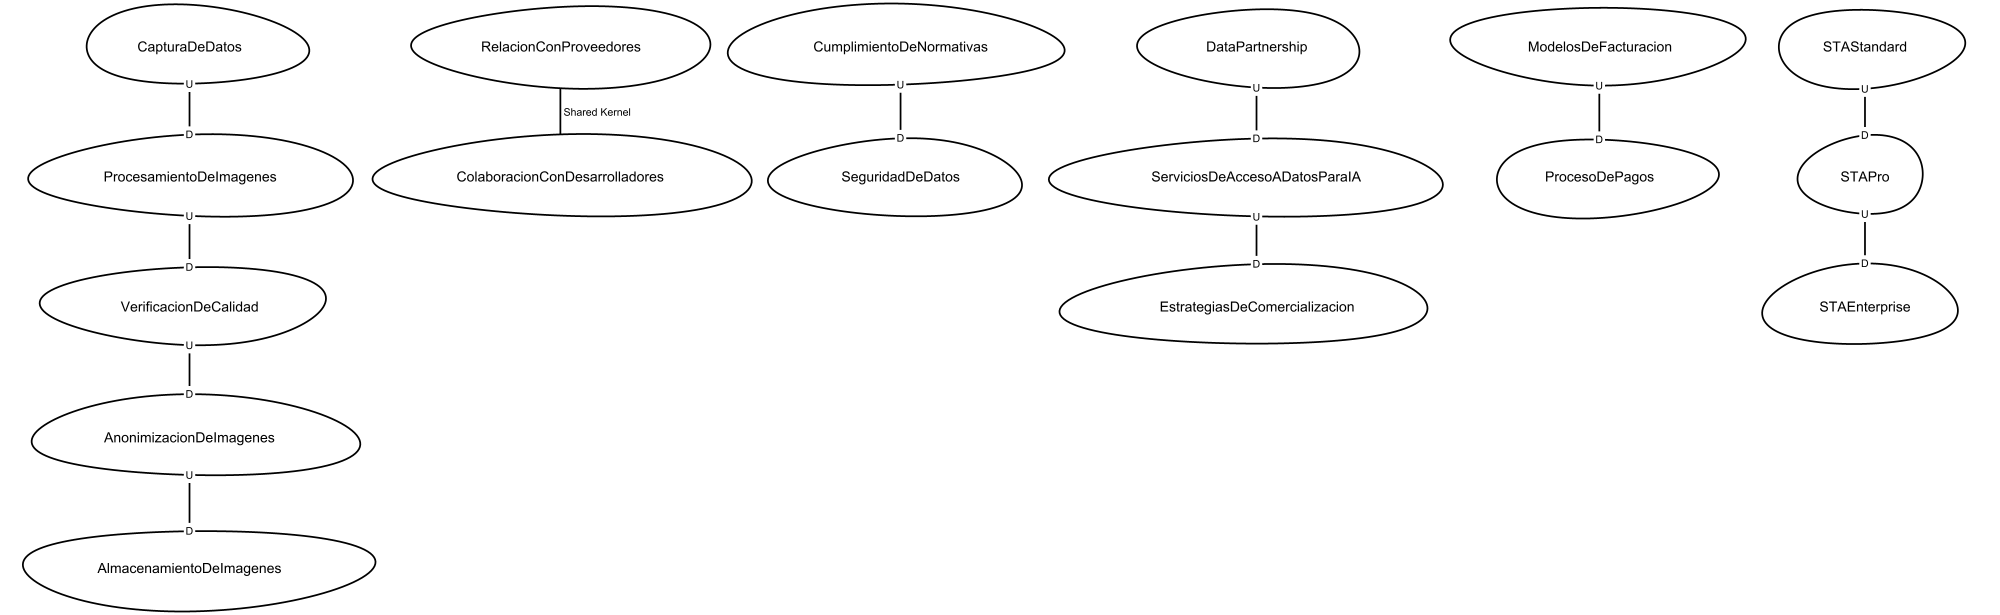 CapturaDeDatos
U
D
ProcesamientoDeImagenes
U
D
VerificacionDeCalidad
U
D
AnonimizacionDeImagenes
U
D
AlmacenamientoDeImagenes
RelacionConProveedores
Shared Kernel
ColaboracionConDesarrolladores
CumplimientoDeNormativas
U
D
SeguridadDeDatos
DataPartnership
U
D
ServiciosDeAccesoADatosParaIA
U
D
EstrategiasDeComercializacion
ModelosDeFacturacion
U
D
ProcesoDePagos
STAStandard
U
D
STAPro
U
D
STAEnterprise